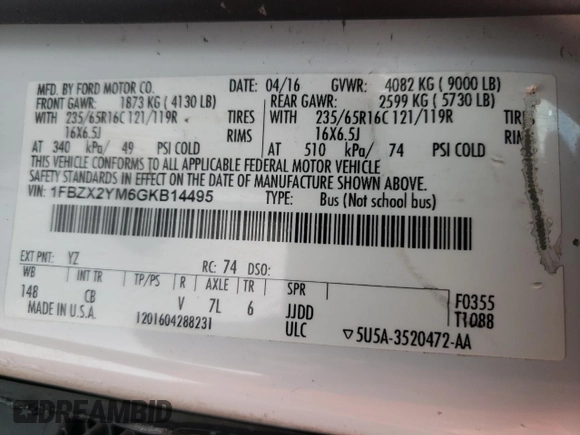 MFD. BY FORD MOTOR CO. DATE: 04/16 GVWR: 4082 KG ( 9000 LB)
FRONT GAWR: 1873 KG ( 4130 LB) REAR GAWR: 2599 KG ( 5730 LB)
WITH 235/65R16C 121/119R TIRES WITH 235/65R16C 121/119R TIRES
16X6.5J RIMS 16X6.5J RIMS
AT 340 kPa/ 49 PSI COLD AT 510 kPa/ 74 PSI COLD
THIS VEHICLE CONFORMS TO ALL APPLICABLE FEDERAL MOTOR VEHICLE
SAFETY STANDARDS IN EFFECT ON THE DATE OF MANUFACTURE SHOWN ABOVE.
VIN: 1FBZX2YM6GKB14495 TYPE: Bus (Not school bus)
EXT PNT: YZ RC: 74 DSO:
WB INT TR TP/PS R AXLE TR SPR
148 CB V 7L 6 JJDD F0355
T1088
MADE IN U.S.A. 1201604288231 ULC ▽5U5A-3520472-AA
DREAMBID